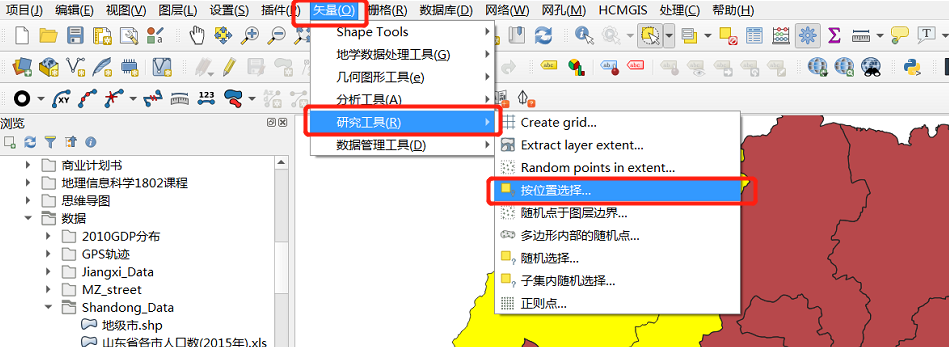 项目(J) 编辑(E) 视图(V) 图层(L) 设置(S) 插件(P) 矢量(O) 栅格(R) 数据库(D) 网络(W) 网孔(M) HCMGIS 处理(C) 帮助(H)
Shape Tools
地学数据处理工具(G)
几何图形工具(e)
分析工具(A)
研究工具(R)
数据管理工具(D)
Create grid...
Extract layer extent...
Random points in extent...
按位置选择...
随机点于图层边界...
多边形内部的随机点...
随机选择...
子集内随机选择...
正则点...
abc
123
浏览
商业计划书
地理信息科学1802课程
思维导图
数据
2010GDP分布
GPS轨迹
Jiangxi_Data
MZ_street
Shandong_Data
地级市.shp
山东省各市人口数(2015年).xls